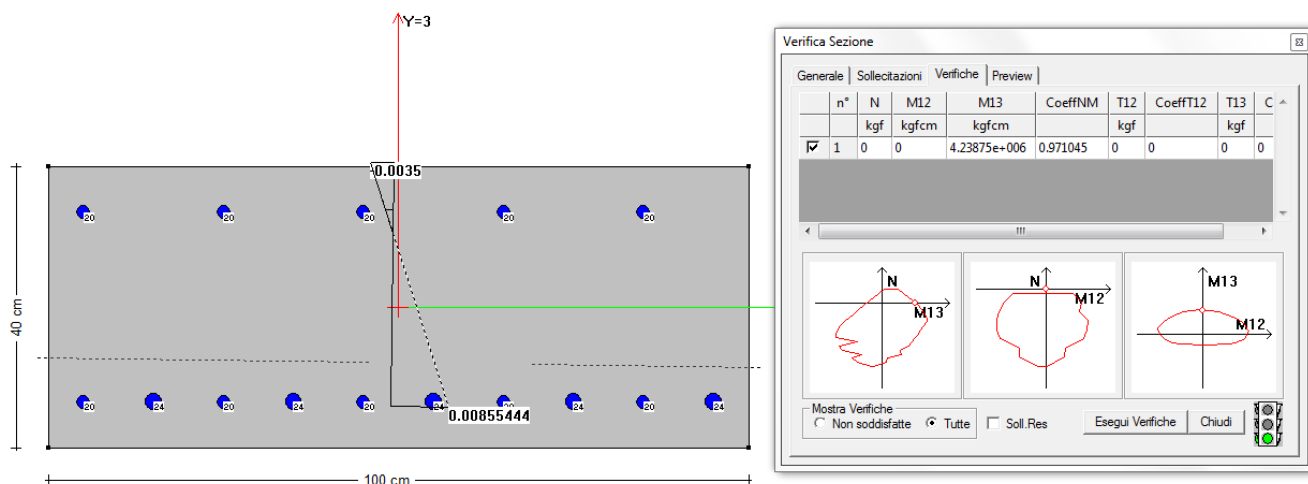 Y=3
0.0035
20 20 20 20 20
40 cm
20 24 20 24 20 24 20 24 20 24
0.00855444
100 cm
Verifica Sezione
Generale Sollecitazioni Verifiche Preview
n° N M12 M13 CoeffNM T12 CoeffT12 T13 C
kgf kgfcm kgfcm kgf kgf
1 0 0 4.23875e+006 0.971045 0 0 0 0
N M13
N M12
M13 M12
Mostra Verifiche
Non soddisfatte Tutte Soll.Res Esegui Verifiche Chiudi